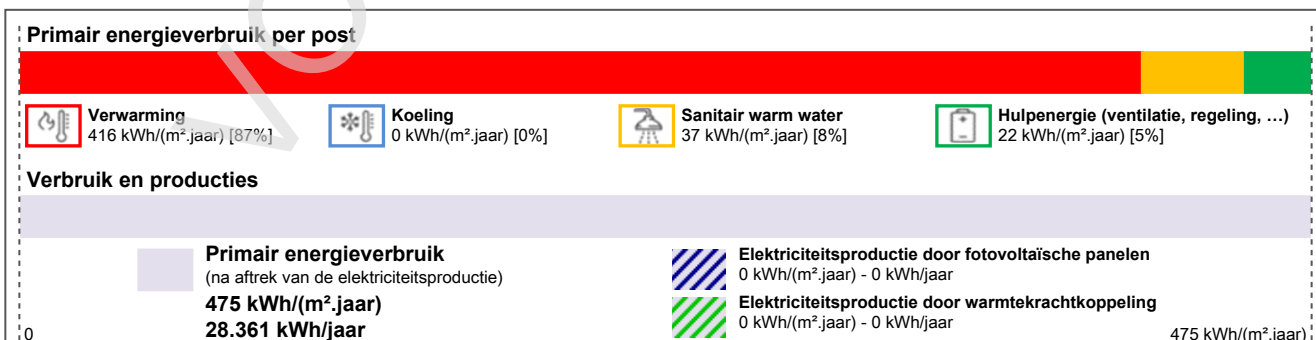 Primair energieverbruik per post
Verwarming
416 kWh/(m².jaar) [87%]
Koeling
0 kWh/(m².jaar) [0%]
Sanitair warm water
37 kWh/(m².jaar) [8%]
Hulpenergie (ventilatie, regeling, …)
22 kWh/(m².jaar) [5%]
Verbruik en producties
Primair energieverbruik
(na aftrek van de elektriciteitsproductie)
475 kWh/(m².jaar)
28.361 kWh/jaar
Elektriciteitsproductie door fotovoltaïsche panelen
0 kWh/(m².jaar) - 0 kWh/jaar
Elektriciteitsproductie door warmtekrachtkoppeling
0 kWh/(m².jaar) - 0 kWh/jaar
0
475 kWh/(m².jaar)